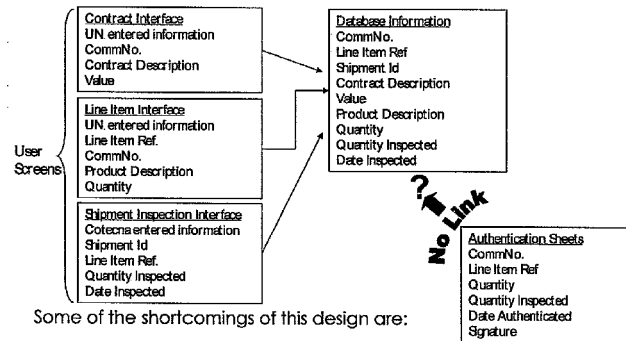 Contract Interface
UN. entered information
CommNo.
Contract Description
Value
Line Item Interface
UN. entered information
Line Item Ref.
CommNo.
Product Description
Quantity
Shipment Inspection Interface
Cotecna entered information
Shipment Id
Line Item Ref.
Quantity Inspected
Date Inspected
User
Screens
Database Information
CommNo.
Line Item Ref
Shipment Id
Contract Description
Value
Product Description
Quantity
Quantity Inspected
Date Inspected
?
No Link
Authentication Sheets
CommNo.
Line Item Ref
Quantity
Quantity Inspected
Date Authenticated
Signature
Some of the shortcomings of this design are: